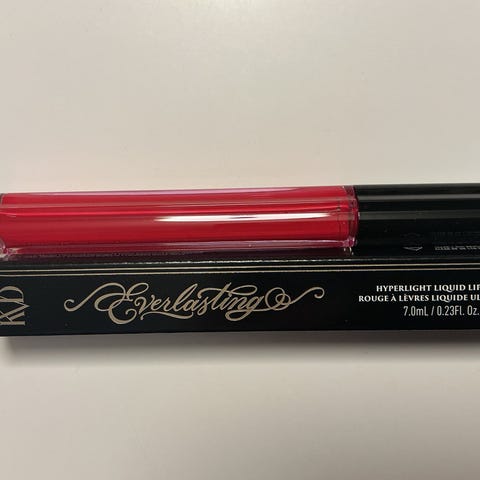 KVD
Everlasting
HYPERLIGHT LIQUID LIP
ROUGE À LÈVRES LIQUIDE UL
7.0mL / 0.23Fl. Oz.